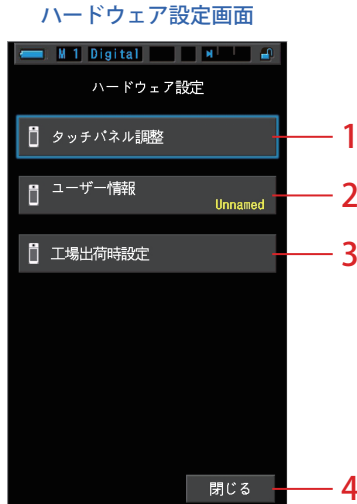 ハードウェア設定画面
M 1 Digital
ハードウェア設定
タッチパネル調整
1
ユーザー情報
Unnamed
2
工場出荷時設定
3
閉じる
4